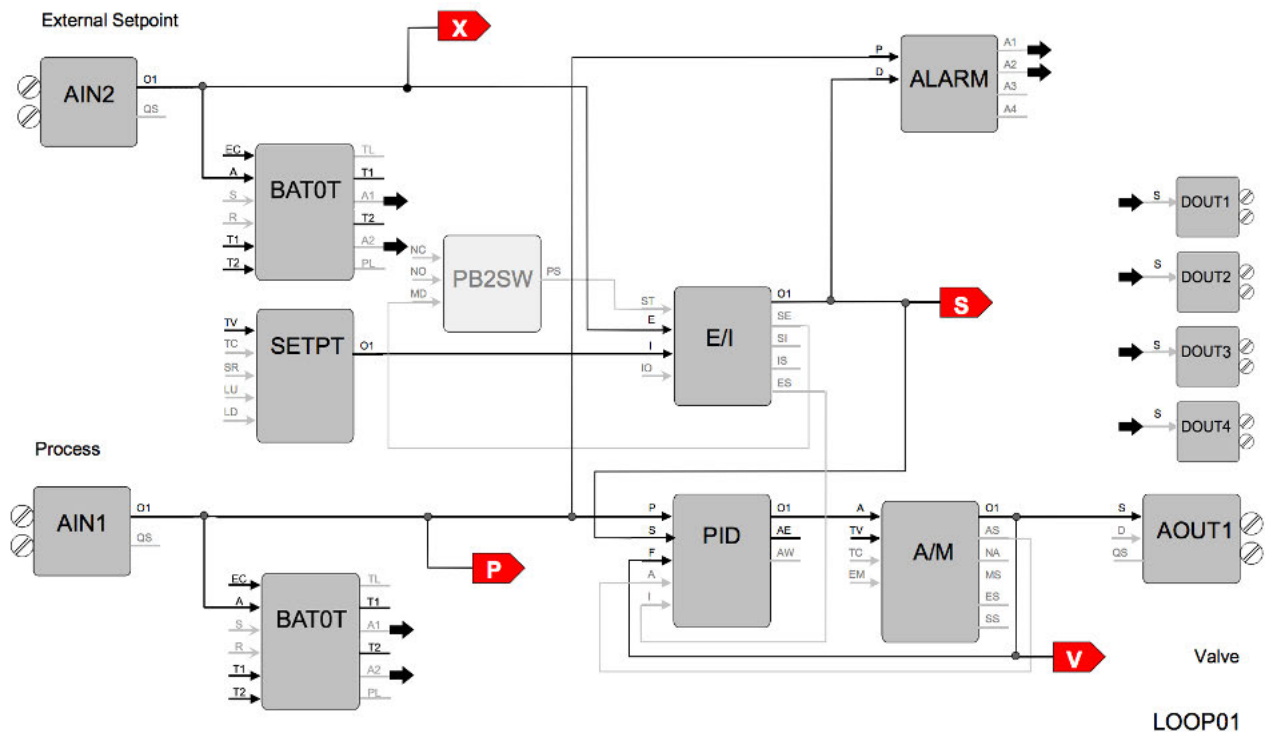 External Setpoint
X
AIN2
O1
QS
P
D
ALARM
A1
A2
A3
A4
EC
A
S
R
T1
T2
BAT0T
TL
T1
A1
T2
A2
PL
NC
NO
MD
PB2SW
PS
TV
TC
SR
LU
LD
SETPT
O1
ST
E
I
IO
E/I
O1
SE
SI
IS
ES
S
S
DOUT1
S
DOUT2
S
DOUT3
S
DOUT4
Process
AIN1
O1
QS
P
EC
A
S
R
T1
T2
BAT0T
TL
T1
A1
T2
A2
PL
P
S
F
A
I
PID
O1
AE
AW
A
TV
TC
EM
A/M
O1
AS
NA
MS
ES
SS
S
D
QS
AOUT1
V
Valve
LOOP01